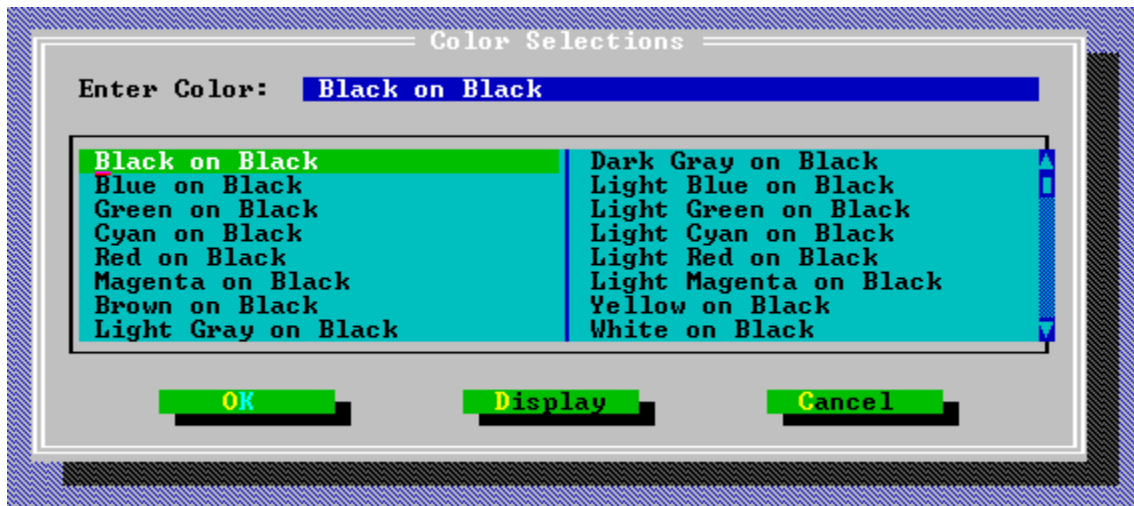 Color Selections
Enter Color: Black on Black
Black on Black
Blue on Black
Green on Black
Cyan on Black
Red on Black
Magenta on Black
Brown on Black
Light Gray on Black
Dark Gray on Black
Light Blue on Black
Light Green on Black
Light Cyan on Black
Light Red on Black
Light Magenta on Black
Yellow on Black
White on Black
OK Display Cancel